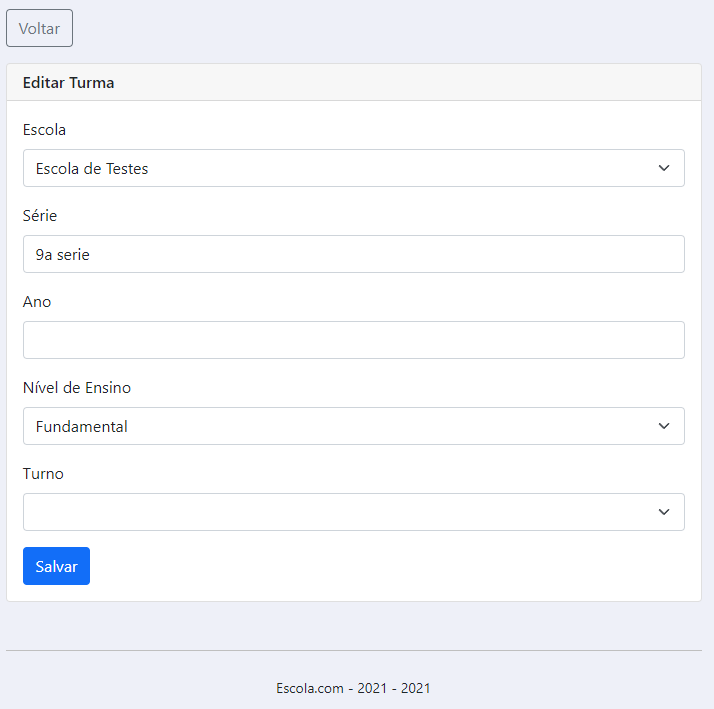 Voltar
Editar Turma
Escola
Escola de Testes
Série
9a serie
Ano
Nível de Ensino
Fundamental
Turno
Salvar
Escola.com - 2021 - 2021